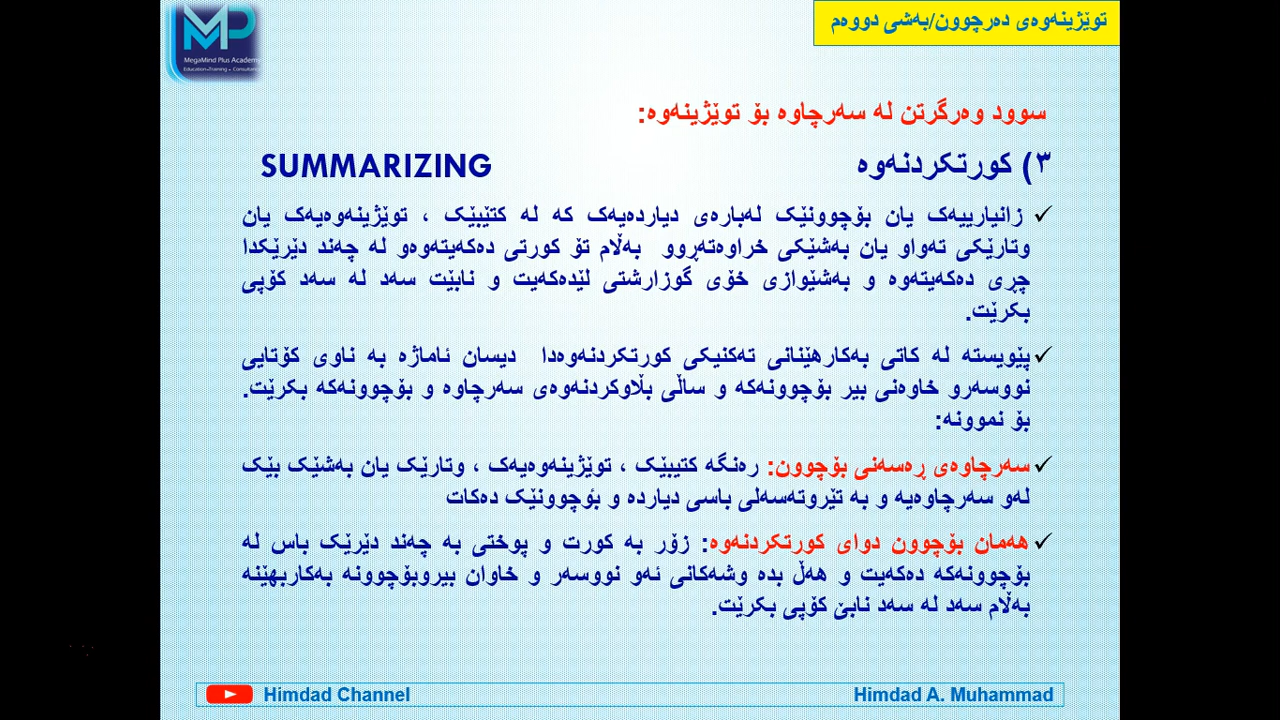 MegaMind Plus Academy
Education•Training • Consultancy
توێژینەوەی دەرچوون/بەشی دووەم
سوود وەرگرتن لە سەرچاوە بۆ توێژینەوە:
٣) کورتکردنەوە SUMMARIZING
✓ زانیارییەک یان بۆچوونێک لەبارەی دیاردەیەک کە لە کتێبێک ، توێژینەوەیەک یان
وتارێکی تەواو یان بەشێکی خراوەتەڕوو بەڵام تۆ کورتی دەکەیتەوەو لە چەند دێرێکدا
چڕی دەکەیتەوە و بەشێوازی خۆی گوزارشتی لێدەکەیت و نابێت سەد لە سەد کۆپی
بکرێت.
✓ پێویستە لە کاتی بەکارهێنانی تەکنیکی کورتکردنەوەدا دیسان ئاماژە بە ناوی کۆتایی
نووسەرو خاوەنی بیر بۆچوونەکە و ساڵی بڵاوکردنەوەی سەرچاوە و بۆچوونەکە بکرێت.
بۆ نموونە:
✓ سەرچاوەی ڕەسەنی بۆچوون: رەنگە کتیبێک ، توێژینەوەیەک ، وتارێک یان بەشێک بێک
لەو سەرچاوەیە و بە تێروتەسەلی باسی دیاردە و بۆچوونێک دەکات
✓ هەمان بۆچوون دوای کورتکردنەوە: زۆر بە کورت و پوختی بە چەند دێرێک باس لە
بۆچوونەکە دەکەیت و هەڵ بدە وشەکانی ئەو نووسەر و خاوان بیروبۆچوونە بەکاربهێنە
بەڵام سەد لە سەد نابێ کۆپی بکرێت.
Himdad Channel Himdad A. Muhammad